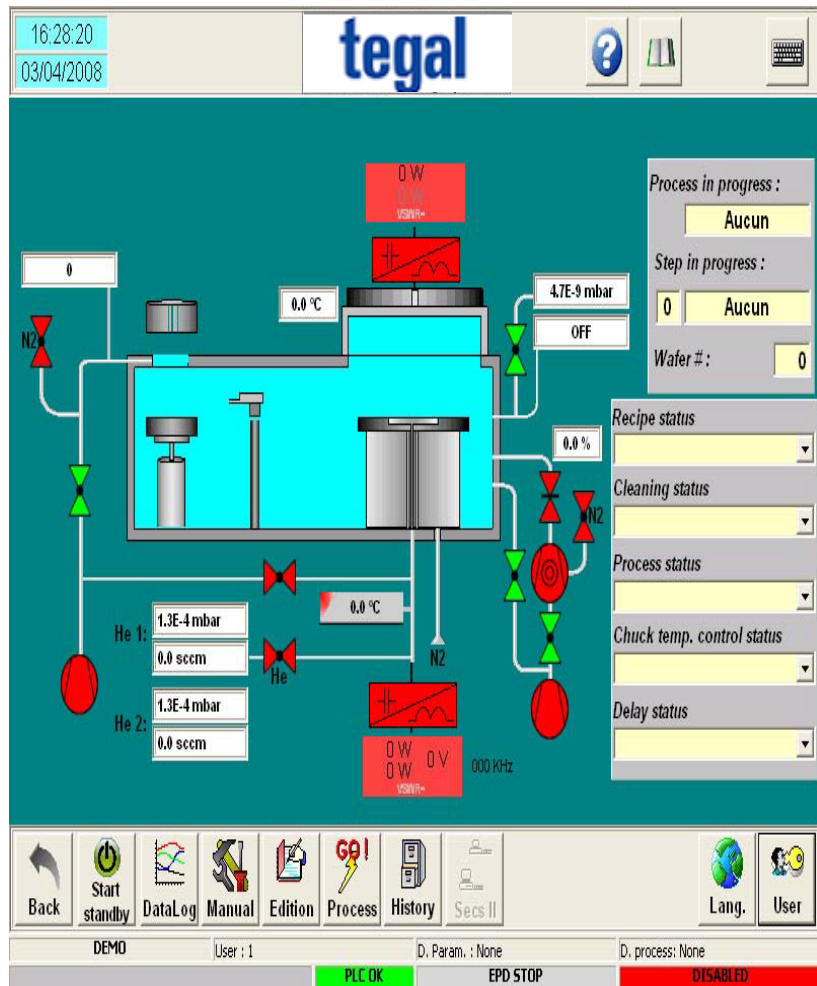 16:28:20
03/04/2008
tegal
0 W
0 W
VSWR=
Process in progress :
Aucun
Step in progress :
0 Aucun
Wafer # : 0
0
0.0 °C
4.7E-9 mbar
OFF
N2
0.0 %
N2
Recipe status
Cleaning status
Process status
Chuck temp. control status
Delay status
0.0 °C
He 1:
1.3E-4 mbar
0.0 sccm
He
N2
He 2:
1.3E-4 mbar
0.0 sccm
0 W
0 W
0 V
000 KHz
VSWR=
GO!
Back
Start
standby
DataLog
Manual
Edition
Process
History
Secs II
Lang.
User
DEMO
User : 1
D. Param. : None
D. process: None
PLC OK
EPD STOP
DISABLED